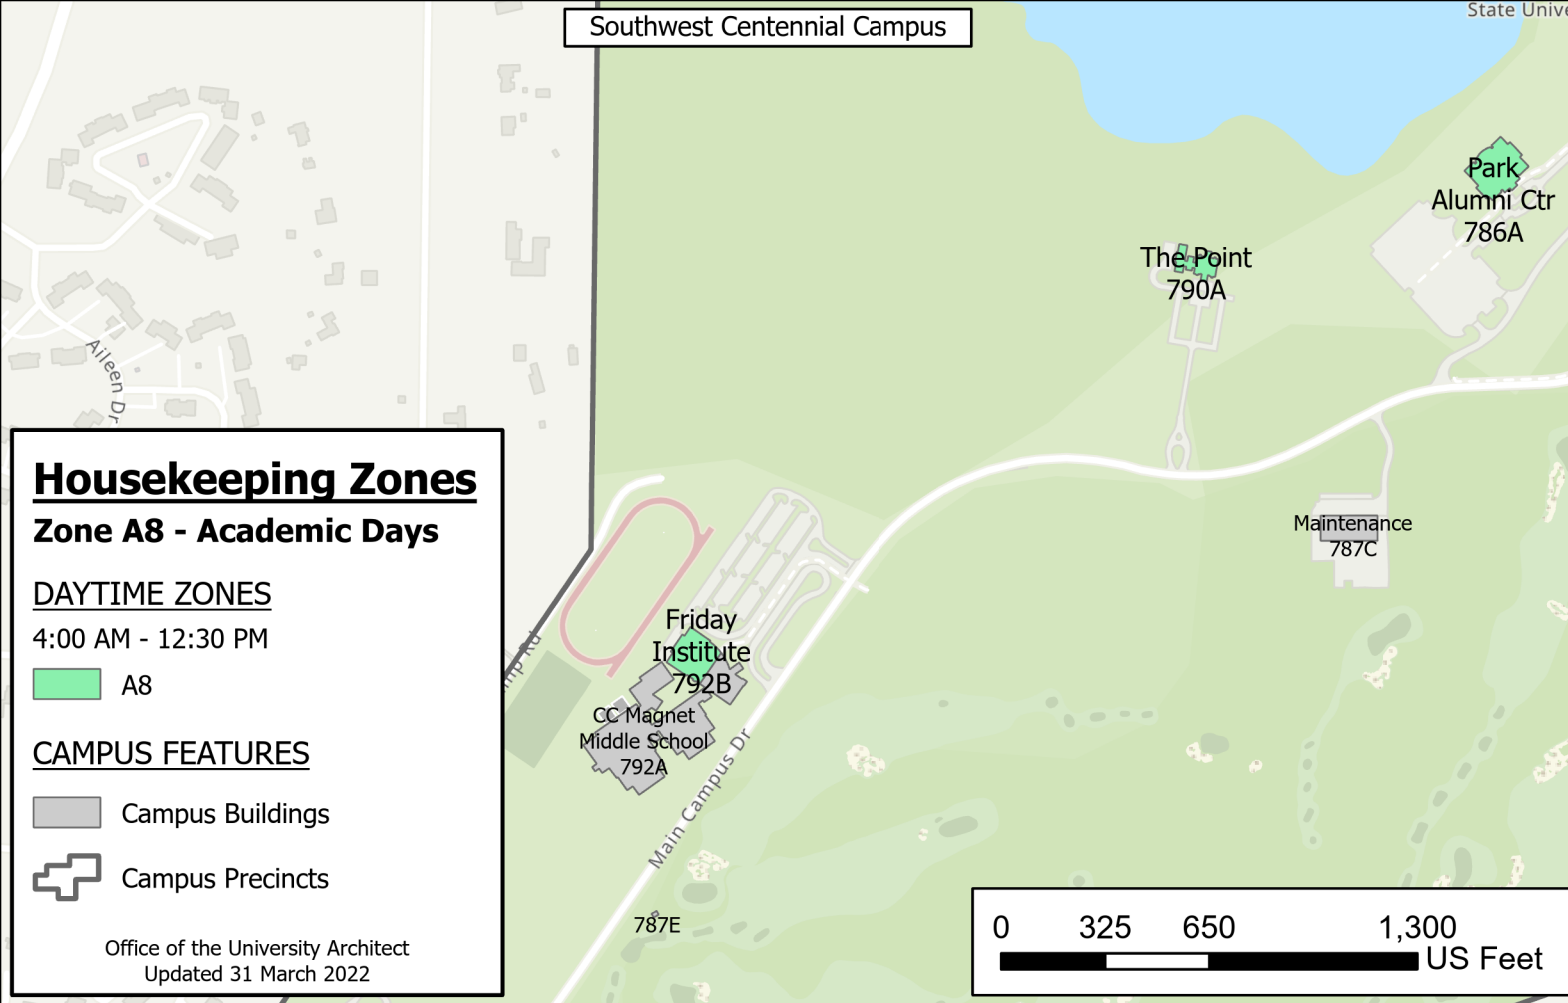 Southwest Centennial Campus
Park
Alumni Ctr
786A
The Point
790A
Aileen Dr
Maintenance
787C
Friday
Institute
792B
CC Magnet
Middle School
792A
Main Campus Dr
787E
Housekeeping Zones
Zone A8 - Academic Days
DAYTIME ZONES
4:00 AM - 12:30 PM
A8
CAMPUS FEATURES
Campus Buildings
Campus Precincts
Office of the University Architect
Updated 31 March 2022
0 325 650 1,300
US Feet
State
Rd